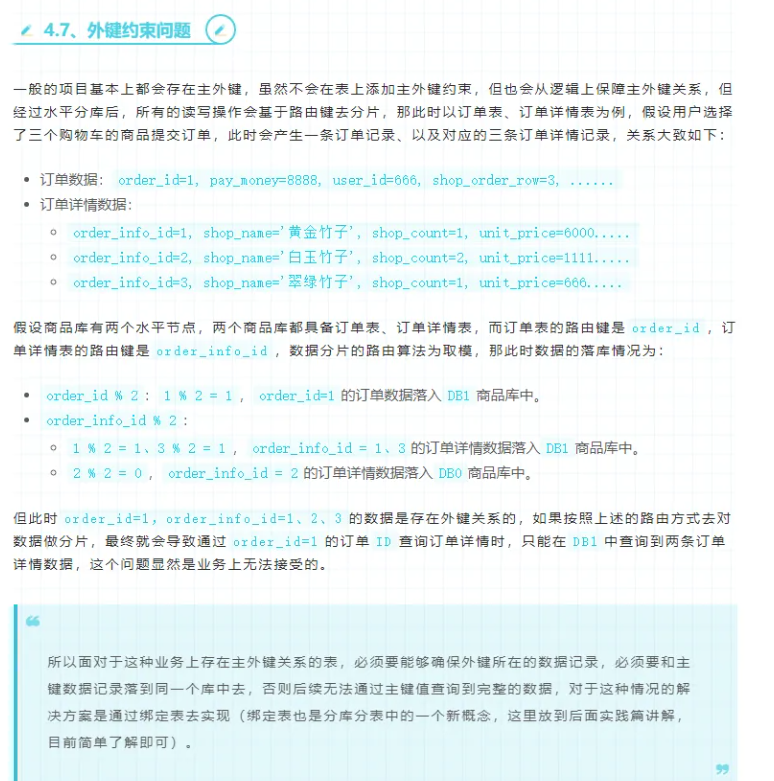 4.7、外键约束问题
一般的项目基本上都会存在主外键，虽然不会在表上添加主外键约束，但也会从逻辑上保障主外键关系，但
经过水平分库后，所有的读写操作会基于路由键去分片，那此时以订单表、订单详情表为例，假设用户选择
了三个购物车的商品提交订单，此时会产生一条订单记录、以及对应的三条订单详情记录，关系大致如下：
订单数据：order_id=1, pay_money=8888, user_id=666, shop_order_row=3, ......
订单详情数据：
order_info_id=1, shop_name='黄金竹子', shop_count=1, unit_price=6000.....
order_info_id=2, shop_name='白玉竹子', shop_count=2, unit_price=1111.....
order_info_id=3, shop_name='翠绿竹子', shop_count=1, unit_price=666.....
假设商品库有两个水平节点，两个商品库都具备订单表、订单详情表，而订单表的路由键是 order_id ，订
单详情表的路由键是 order_info_id ，数据分片的路由算法为取模，那此时数据的落库情况为：
order_id % 2 ：1 % 2 = 1 ， order_id=1 的订单数据落入 DB1 商品库中。
order_info_id % 2 ：
1 % 2 = 1、3 % 2 = 1 ， order_info_id = 1、3 的订单详情数据落入 DB1 商品库中。
2 % 2 = 0 ， order_info_id = 2 的订单详情数据落入 DB0 商品库中。
但此时 order_id=1，order_info_id=1、2、3 的数据是存在外键关系的，如果按照上述的路由方式去对
数据做分片，最终就会导致通过 order_id=1 的订单 ID 查询订单详情时，只能在 DB1 中查询到两条订单
详情数据，这个问题显然是业务上无法接受的。
所以面对于这种业务上存在主外键关系的表，必须要能够确保外键所在的数据记录，必须要和主
键数据记录落到同一个库中去，否则后续无法通过主键值查询到完整的数据，对于这种情况的解
决方案是通过绑定表去实现（绑定表也是分库分表中的一个新概念，这里放到后面实践篇讲解，
目前简单了解即可）。